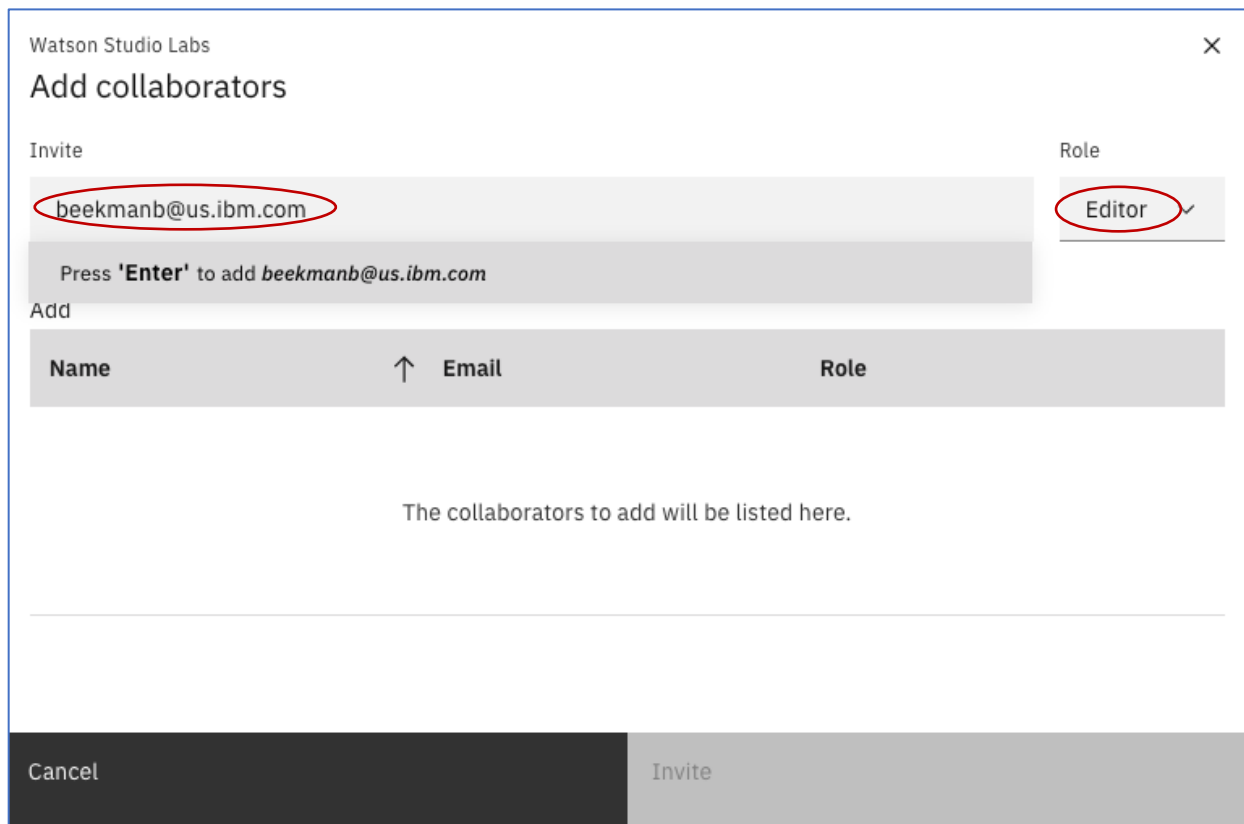 Watson Studio Labs
Add collaborators
Invite
Role
beekmanb@us.ibm.com
Editor
Press 'Enter' to add beekmanb@us.ibm.com
Add
Name Email Role
The collaborators to add will be listed here.
Cancel
Invite